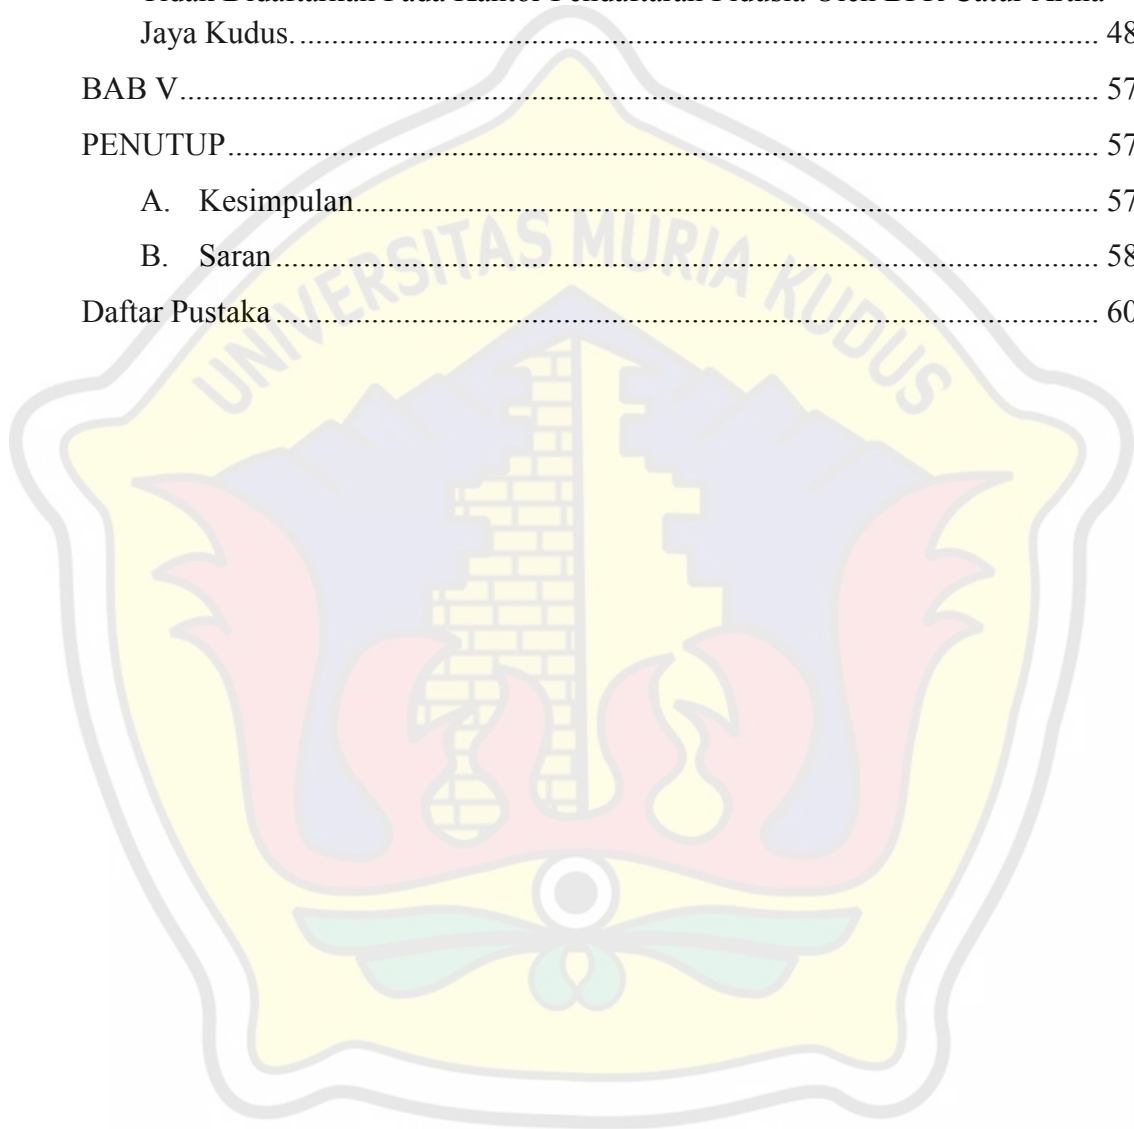 Jaya Kudus. ........ 48
BAB V ........ 57
PENUTUP ........ 57
A. Kesimpulan ........ 57
B. Saran ........ 58
Daftar Pustaka ........ 60
UNIVERSITAS MURIA KUDUS